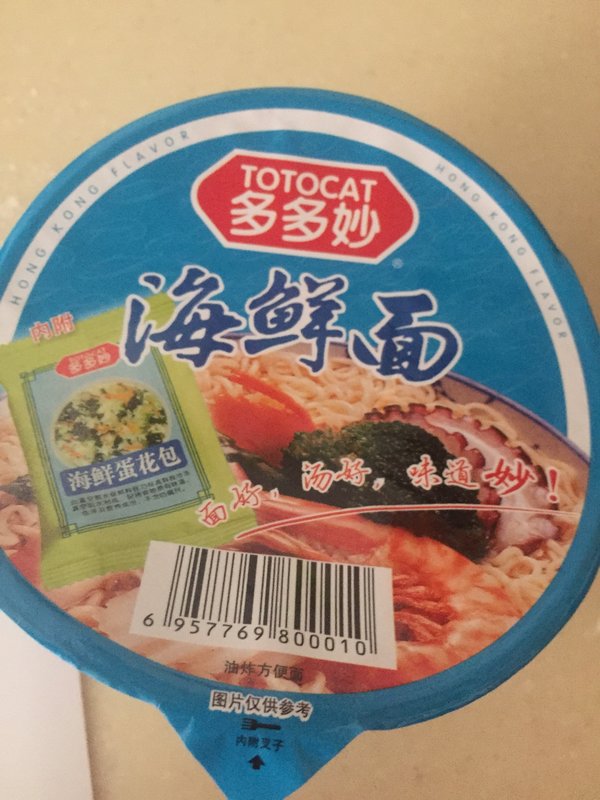 HONG KONG FLAVOR
HONG KONG FLAVOR
TOTOCAT
多多妙
®
海鲜面
内附
多多妙
海鲜蛋花包
面好，汤好，味道妙！
6 957769 800010
油炸方便面
图片仅供参考
内附叉子